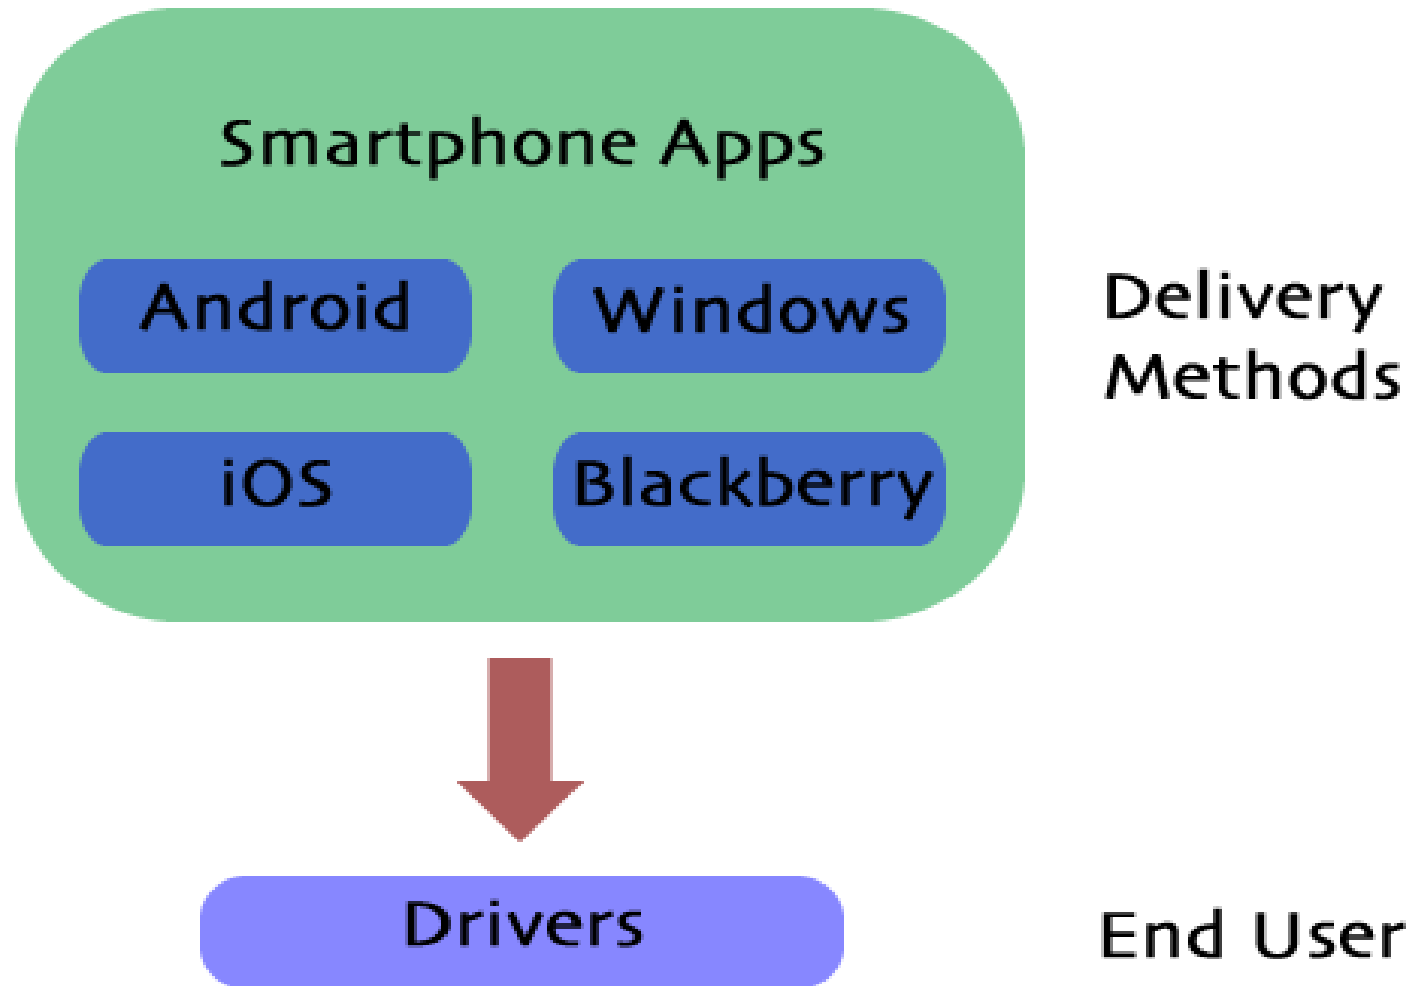 Smartphone Apps
Android
Windows
iOS
Blackberry
Delivery
Methods
Drivers
End User